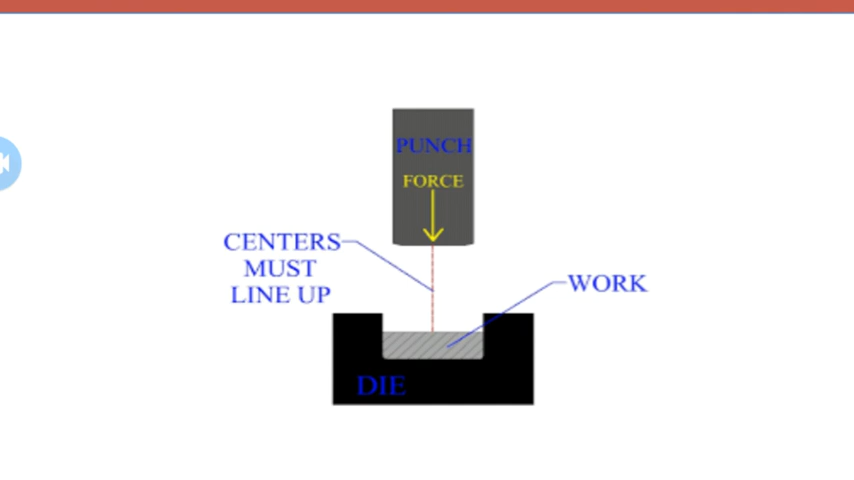 PUNCH
FORCE
CENTERS
MUST
LINE UP
WORK
DIE